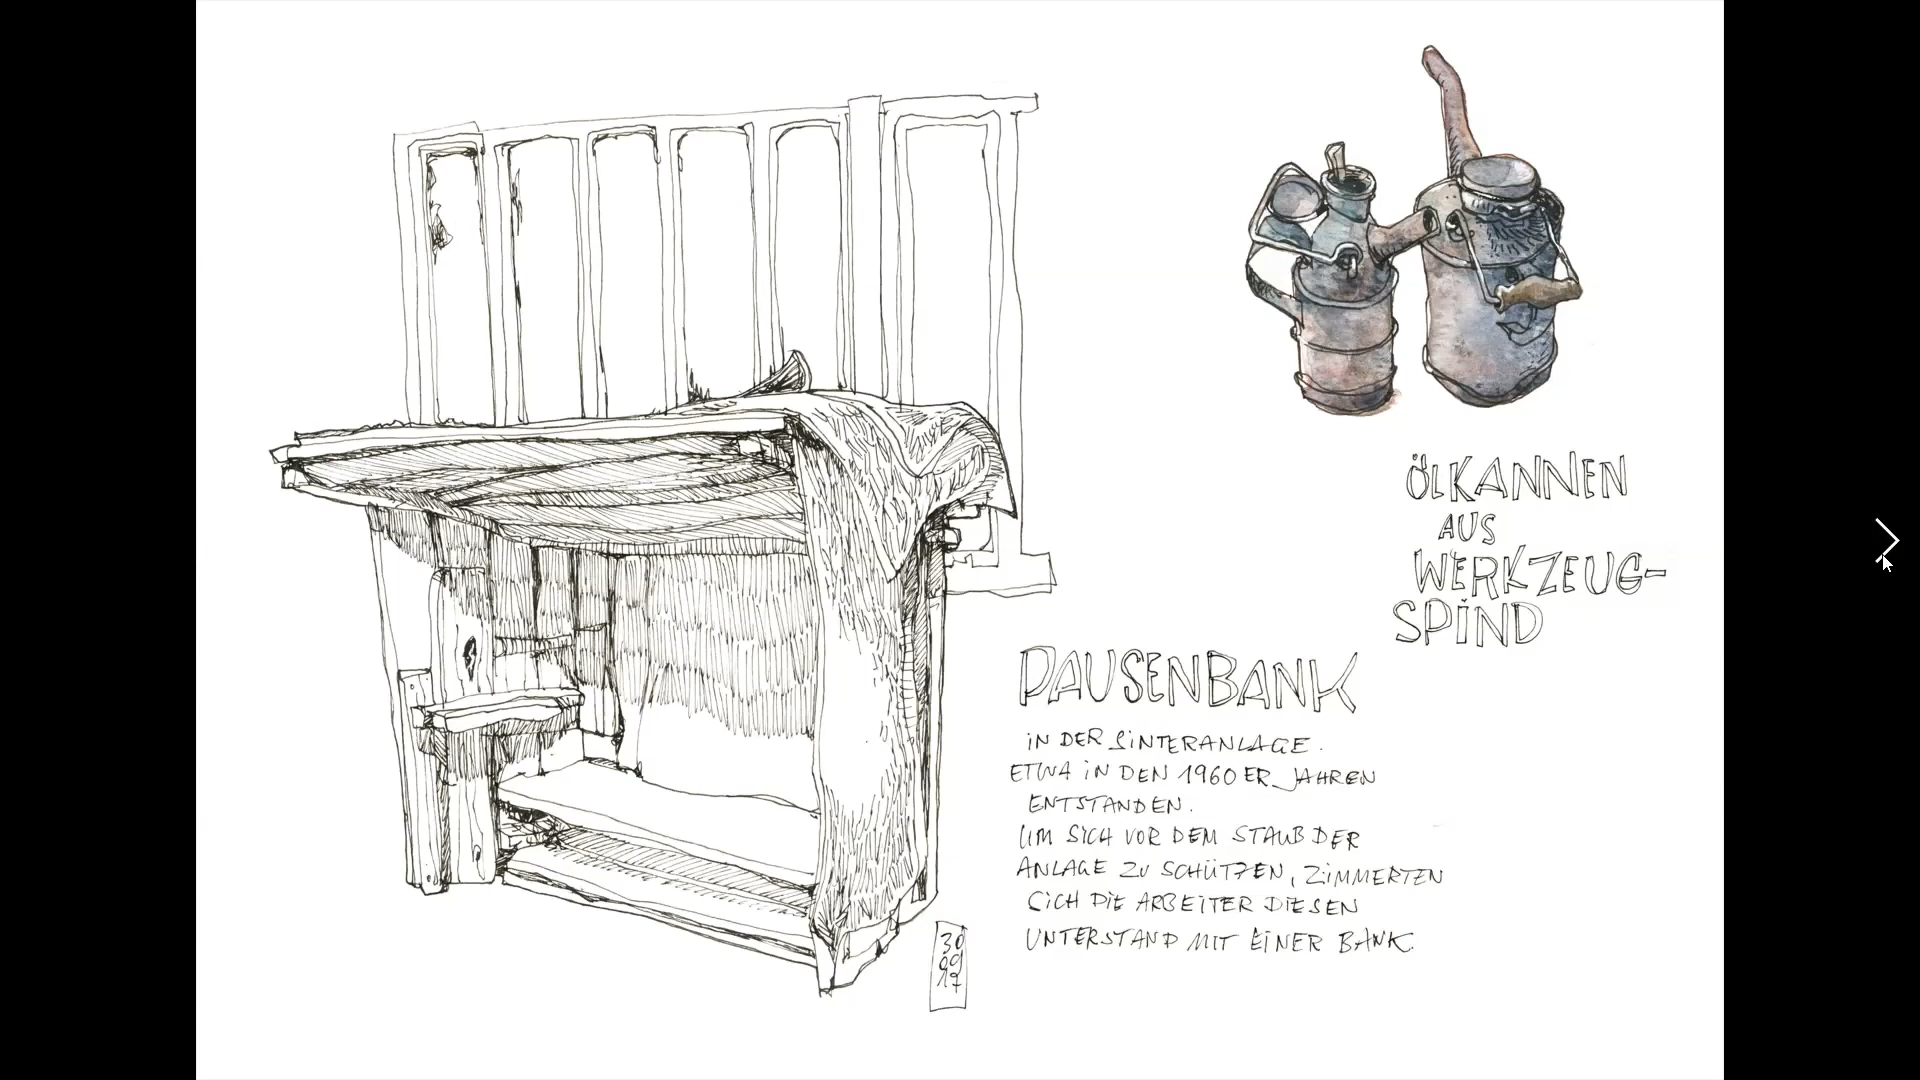 ÖLKANNEN
AUS
WERKZEUG-
SPIND
PAUSENBANK
IN DER SINTERANLAGE.
ETWA IN DEN 1960ER JAHREN
ENTSTANDEN.
UM SICH VOR DEM STAUB DER
ANLAGE ZU SCHÜTZEN, ZIMMERTEN
SICH DIE ARBEITER DIESEN
UNTERSTAND MIT EINER BANK.
30
09
17